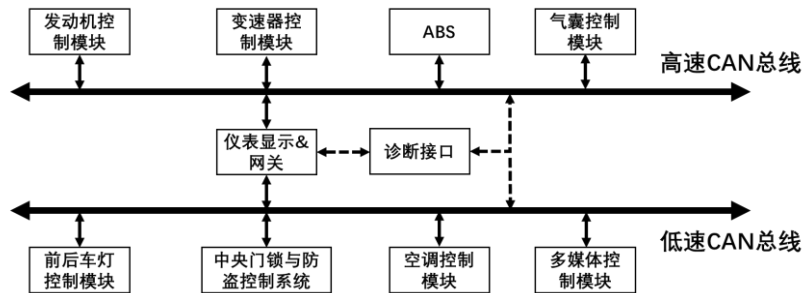 发动机控
制模块
变速器控
制模块
ABS
气囊控制
模块
高速CAN总线
仪表显示&
网关
诊断接口
低速CAN总线
前后车灯
控制模块
中央门锁与防
盗控制系统
空调控制
模块
多媒体控
制模块